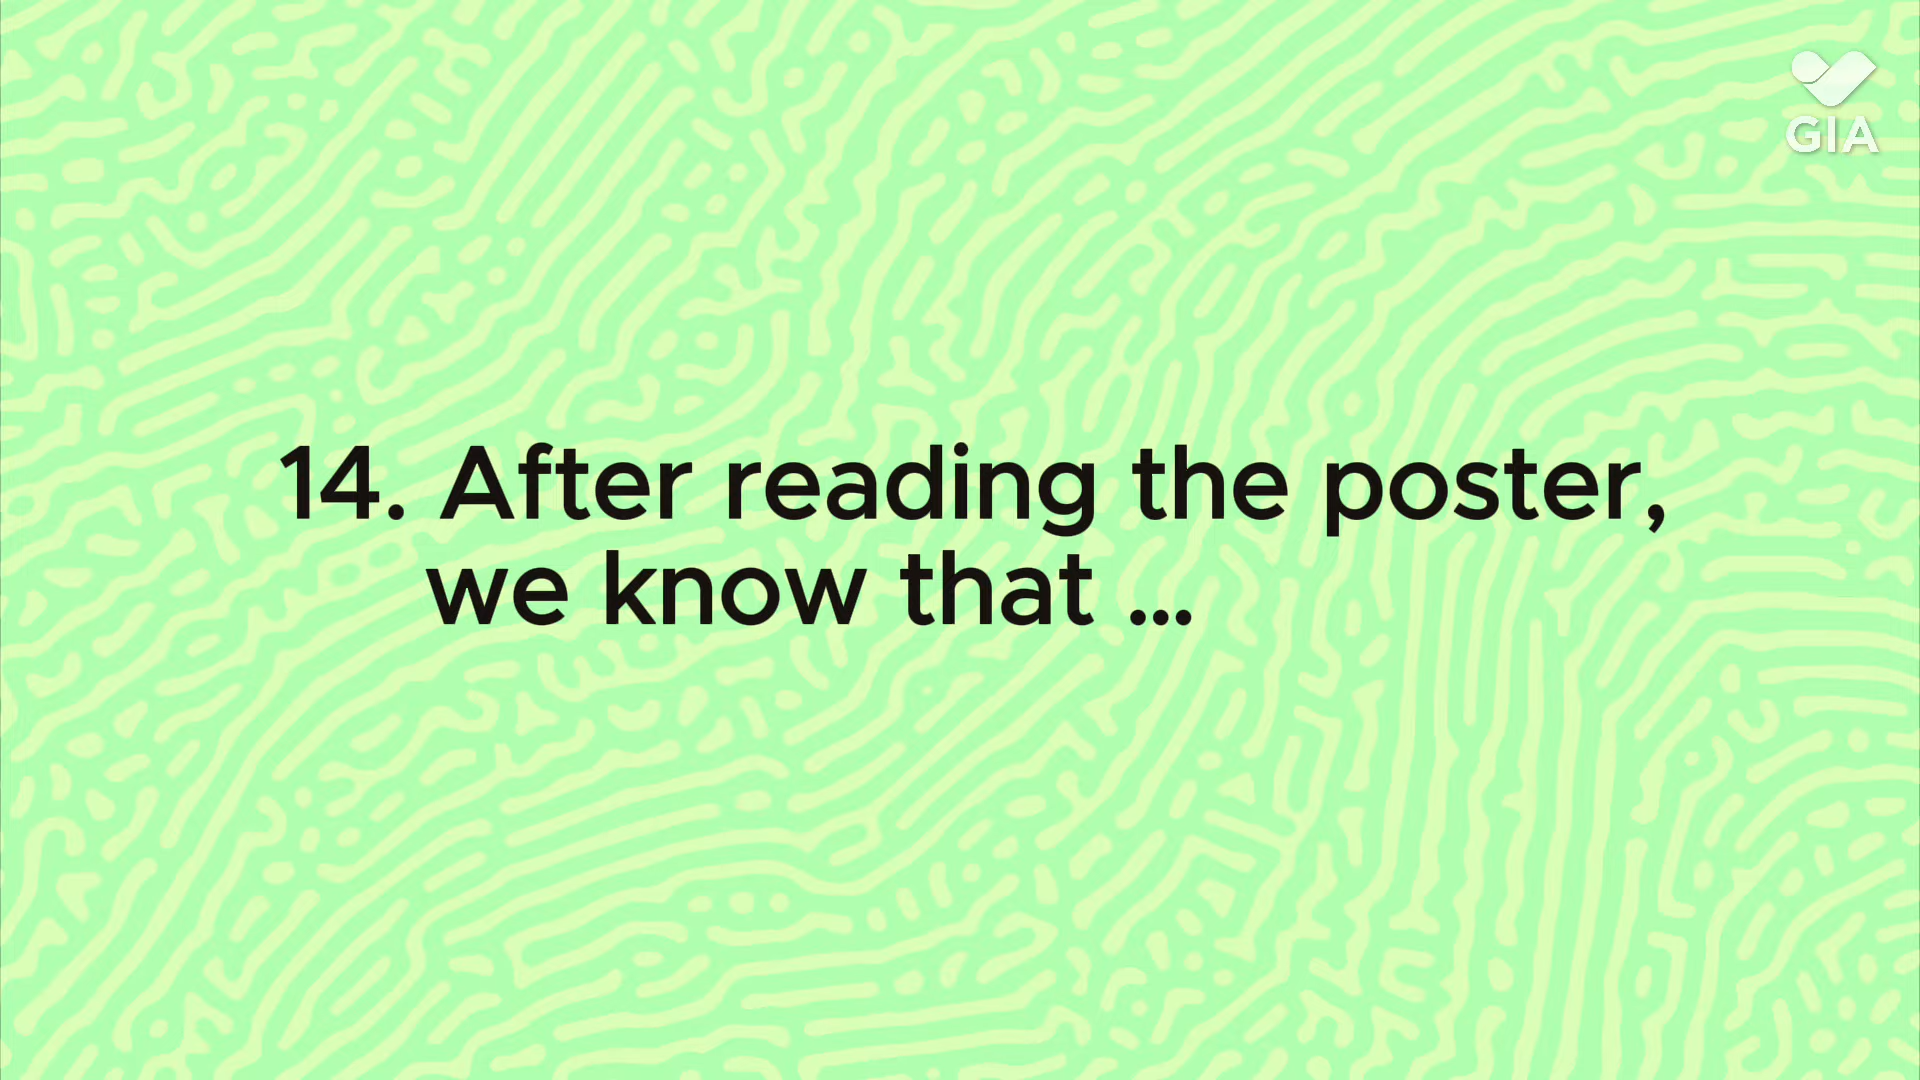 GIA
14. After reading the poster,
we know that ...